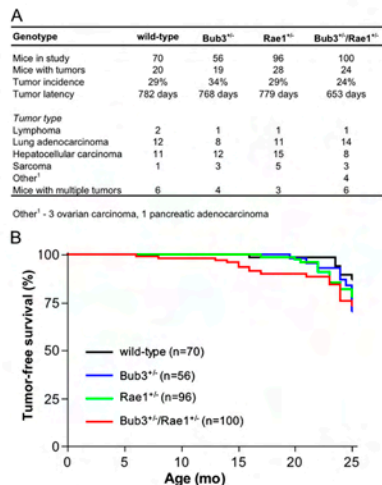 A
Genotype wild-type Bub3+/- Rae1+/- Bub3+/-/Rae1+/-
Mice in study 70 56 96 100
Mice with tumors 20 19 28 24
Tumor incidence 29% 34% 29% 24%
Tumor latency 782 days 768 days 779 days 653 days
Tumor type
Lymphoma 2 1 1 1
Lung adenocarcinoma 12 8 11 14
Hepatocellular carcinoma 11 12 15 8
Sarcoma 1 3 5 3
Other1 4
Mice with multiple tumors 6 4 3 6
Other1 - 3 ovarian carcinoma, 1 pancreatic adenocarcinoma
B
Tumor-free survival (%)
100
75
50
25
0
wild-type (n=70)
Bub3+/- (n=56)
Rae1+/- (n=96)
Bub3+/-/Rae1+/- (n=100)
0 5 10 15 20 25
Age (mo)